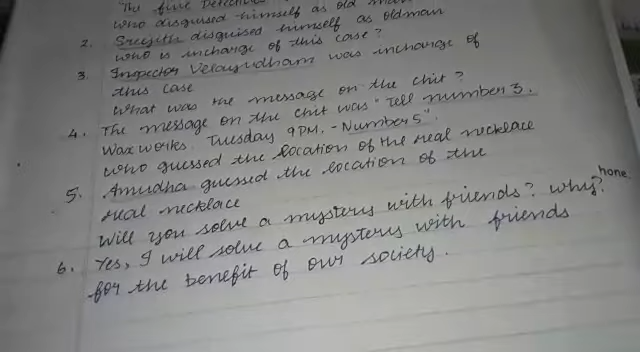 "The five Detectives
who disguised himself as old man
2. Sreejith disguised himself as oldman
who is incharge of this case?
3. Inspector Velayudham was incharge of
this case
What was the message on the chit?
4. The message on the chit was "Tell number 3.
Wax works. Tuesday 9PM. - Number 5".
Who guessed the location of the real necklace
5. Amudha guessed the location of the
real necklace
Will you solve a mystery with friends? why?
hone
6. Yes, I will solve a mystery with friends
for the benefit of our society.